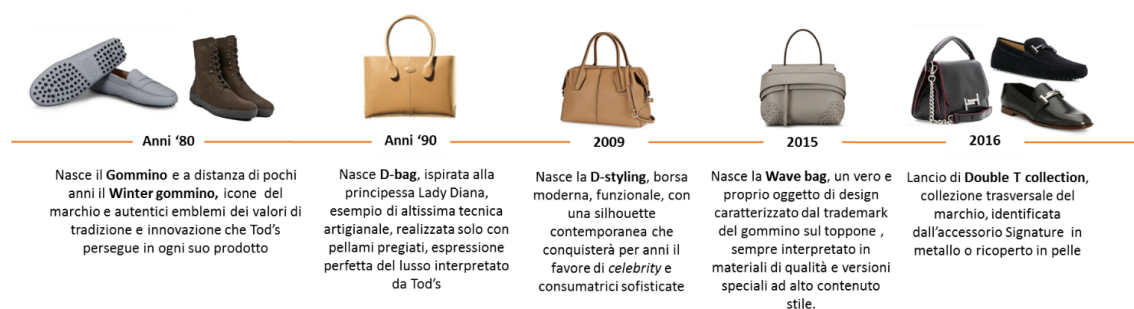 Anni ‘80
Nasce il Gommino e a distanza di pochi
anni il Winter gommino, icone del
marchio e autentici emblemi dei valori di
tradizione e innovazione che Tod’s
persegue in ogni suo prodotto
Anni ‘90
Nasce D-bag, ispirata alla
principessa Lady Diana,
esempio di altissima tecnica
artigianale, realizzata solo con
pellami pregiati, espressione
perfetta del lusso interpretato
da Tod’s
2009
Nasce la D-styling, borsa
moderna, funzionale, con
una silhouette
contemporanea che
conquisterà per anni il
favore di celebrity e
consumatrici sofisticate
2015
Nasce la Wave bag, un vero e
proprio oggetto di design
caratterizzato dal trademark
del gommino sul toppone ,
sempre interpretato in
materiali di qualità e versioni
speciali ad alto contenuto
stile.
2016
Lancio di Double T collection,
collezione trasversale del
marchio, identificata
dall’accessorio Signature in
metallo o ricoperto in pelle